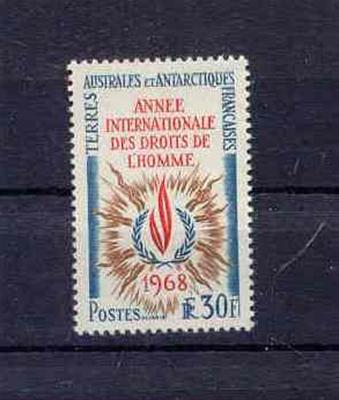 TERRES AUSTRALES ET ANTARCTIQUES FRANÇAISES
ANNEE
INTERNATIONALE
DES DROITS DE
L'HOMME
1968
POSTES 30F